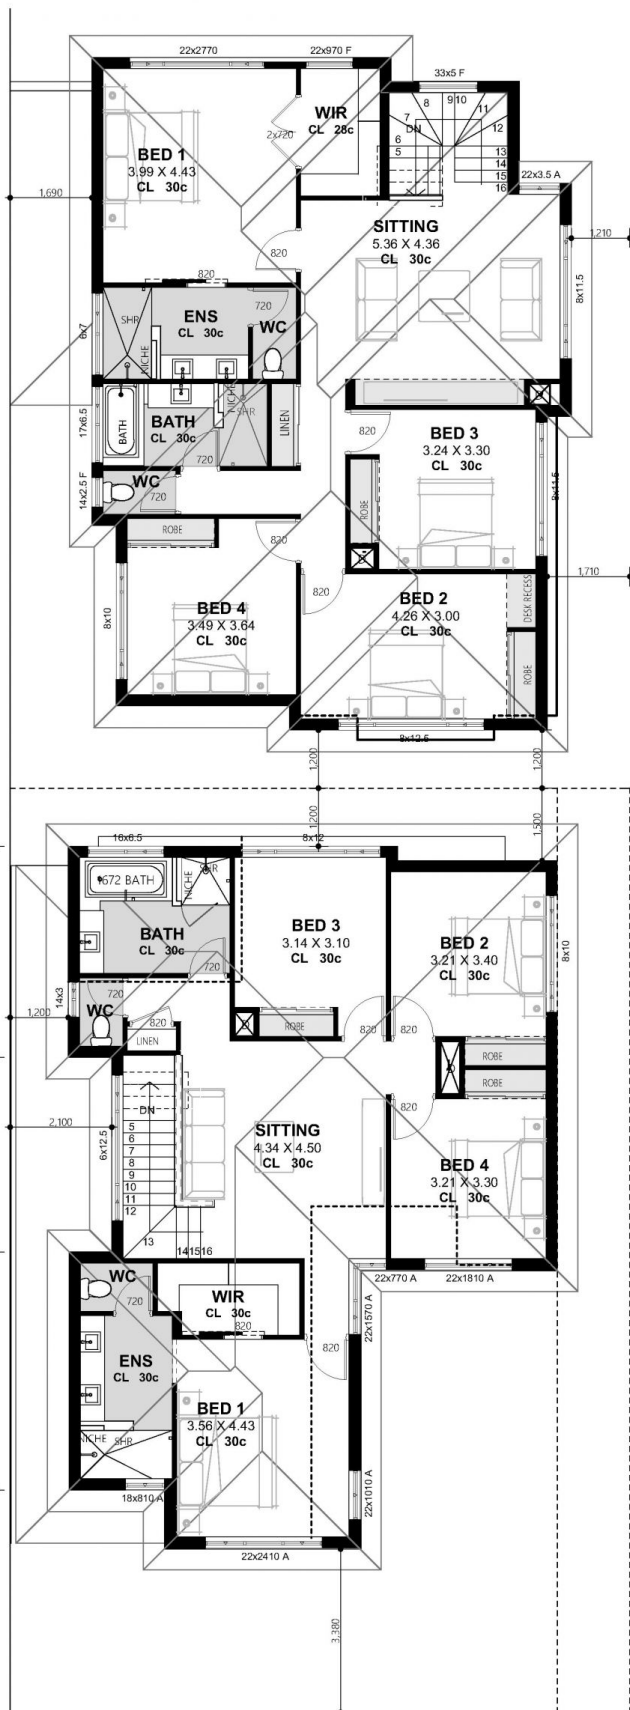 22x2770
22x970 F
33x5 F
WIR
CL 28c
2x720
BED 1
3.99 X 4.43
CL 30c
8
9
10
11
7
DN
12
6
5
13
14
15
16
22x3.5 A
1,690
SITTING
5.36 X 4.36
CL 30c
1,210
820
8x11.5
820
720
ENS
CL 30c
WC
SHR
NICHE
6x7
17x6.5
BATH
BATH
CL 30c
NICHE
SHR
LINEN
720
820
BED 3
3.24 X 3.30
CL 30c
14x2.5 F
WC
720
ROBE
ROBE
8x11.5
820
1,710
820
8x10
BED 4
3.49 X 3.64
CL 30c
BED 2
4.26 X 3.00
CL 30c
DESK RECESS
ROBE
8x12.5
1,200
1,200
1,200
1,500
16x6.5
8x12
1672 BATH
NICHE
SHR
BATH
CL 30c
720
BED 3
3.14 X 3.10
CL 30c
BED 2
3.21 X 3.40
CL 30c
8x10
14x3
720
WC
1,200
820
LINEN
ROBE
820
820
ROBE
ROBE
DN
2,100
6x12.5
5
6
7
8
9
10
11
12
13
14
15
16
SITTING
4.34 X 4.50
CL 30c
820
BED 4
3.21 X 3.30
CL 30c
WC
720
WIR
CL 30c
820
22x770 A
22x1810 A
22x1570 A
820
ENS
CL 30c
BED 1
3.56 X 4.43
CL 30c
NICHE
SHR
18x810 A
22x1010 A
22x2410 A
3,380